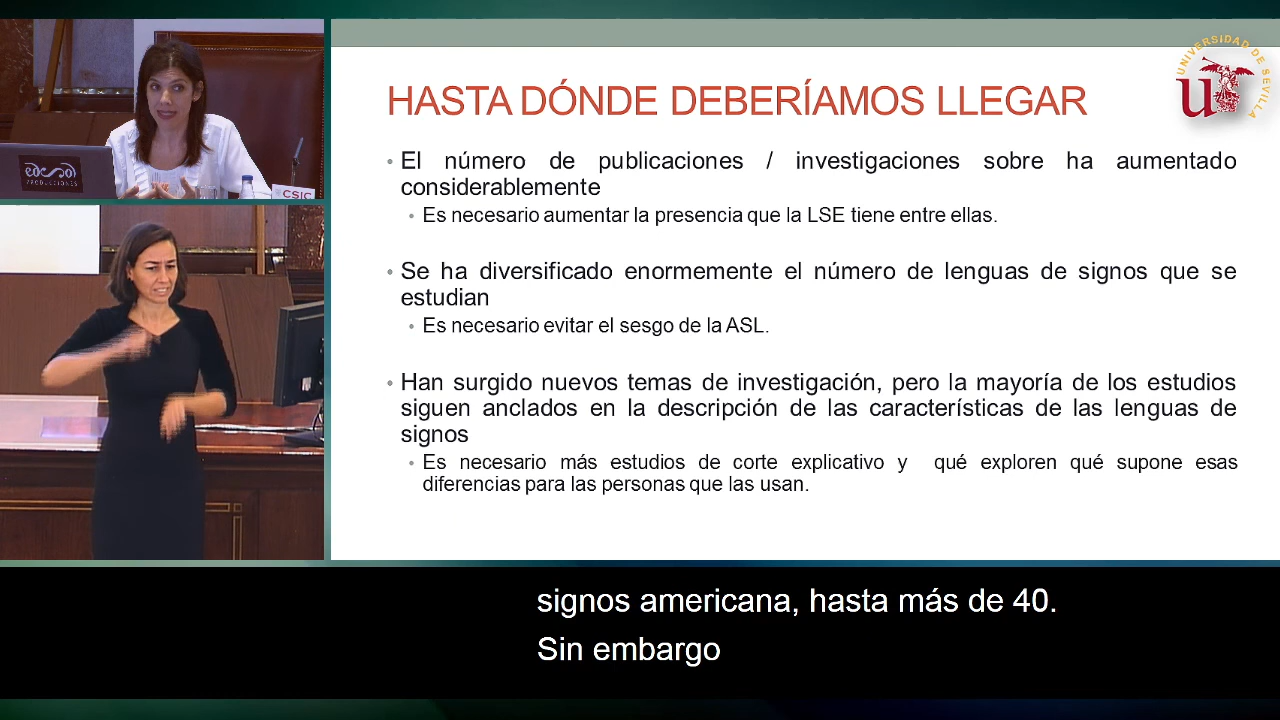 HASTA DÓNDE DEBERÍAMOS LLEGAR
UNIVERSIDAD DE SEVILLA
• El número de publicaciones / investigaciones sobre ha aumentado
considerablemente
• Es necesario aumentar la presencia que la LSE tiene entre ellas.
• Se ha diversificado enormemente el número de lenguas de signos que se
estudian
• Es necesario evitar el sesgo de la ASL.
• Han surgido nuevos temas de investigación, pero la mayoría de los estudios
siguen anclados en la descripción de las características de las lenguas de
signos
• Es necesario más estudios de corte explicativo y qué exploren qué supone esas
diferencias para las personas que las usan.
PRODUCCIONES
CSIC
signos americana, hasta más de 40.
Sin embargo